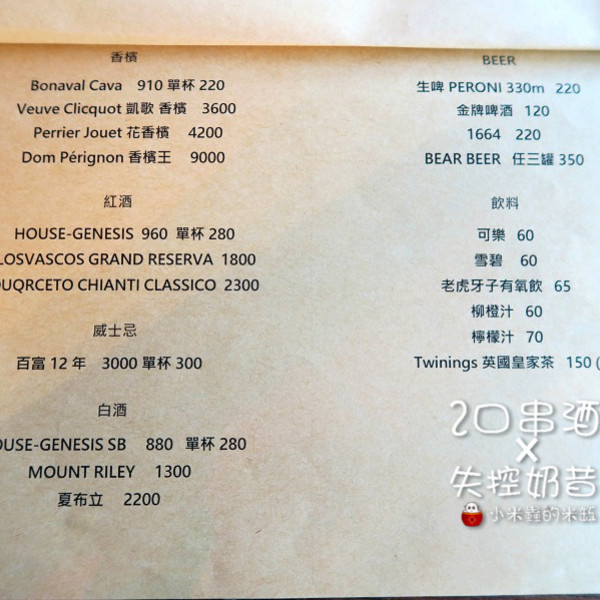 香檳
Bonaval Cava 910 單杯 220
Veuve Clicquot 凱歌 香檳 3600
Perrier Jouet 花香檳 4200
Dom Pérignon 香檳王 9000
紅酒
HOUSE-GENESIS 960 單杯 280
LOSVASCOS GRAND RESERVA 1800
UQRCETO CHIANTI CLASSICO 2300
威士忌
百富 12 年 3000 單杯 300
白酒
OUSE-GENESIS SB 880 單杯 280
MOUNT RILEY 1300
夏布立 2200
BEER
生啤 PERONI 330m 220
金牌啤酒 120
1664 220
BEAR BEER 任三罐 350
飲料
可樂 60
雪碧 60
老虎牙子有氧飲 65
柳橙汁 60
檸檬汁 70
Twinings 英國皇家茶 150 (
2口串酒
x
失控奶昔
小米蟲的米缸